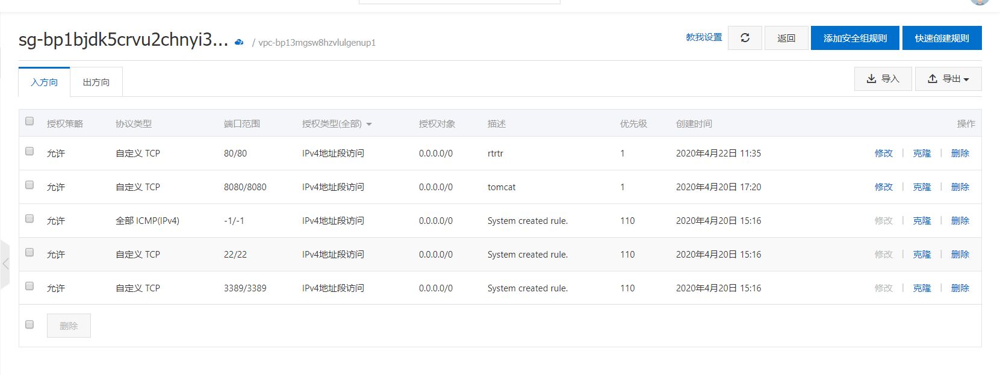 sg-bp1bjdk5crvu2chnyi3... / vpc-bp13mgsw8hzvlulgenup1 教我设置 返回 添加安全组规则 快速创建规则
入方向 出方向 导入 导出
授权策略 协议类型 端口范围 授权类型(全部) 授权对象 描述 优先级 创建时间 操作
允许 自定义 TCP 80/80 IPv4地址段访问 0.0.0.0/0 rtrtr 1 2020年4月22日 11:35 修改 | 克隆 | 删除
允许 自定义 TCP 8080/8080 IPv4地址段访问 0.0.0.0/0 tomcat 1 2020年4月20日 17:20 修改 | 克隆 | 删除
允许 全部 ICMP(IPv4) -1/-1 IPv4地址段访问 0.0.0.0/0 System created rule. 110 2020年4月20日 15:16 修改 | 克隆 | 删除
允许 自定义 TCP 22/22 IPv4地址段访问 0.0.0.0/0 System created rule. 110 2020年4月20日 15:16 修改 | 克隆 | 删除
允许 自定义 TCP 3389/3389 IPv4地址段访问 0.0.0.0/0 System created rule. 110 2020年4月20日 15:16 修改 | 克隆 | 删除
删除